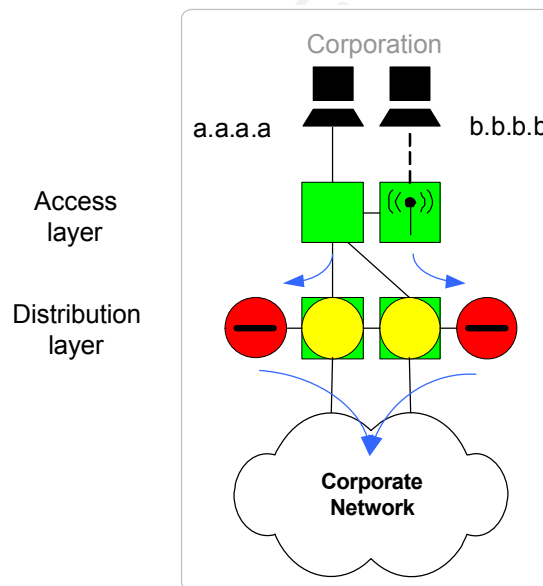 Corporation
a.a.a.a
b.b.b.b
Access
layer
Distribution
layer
Corporate
Network